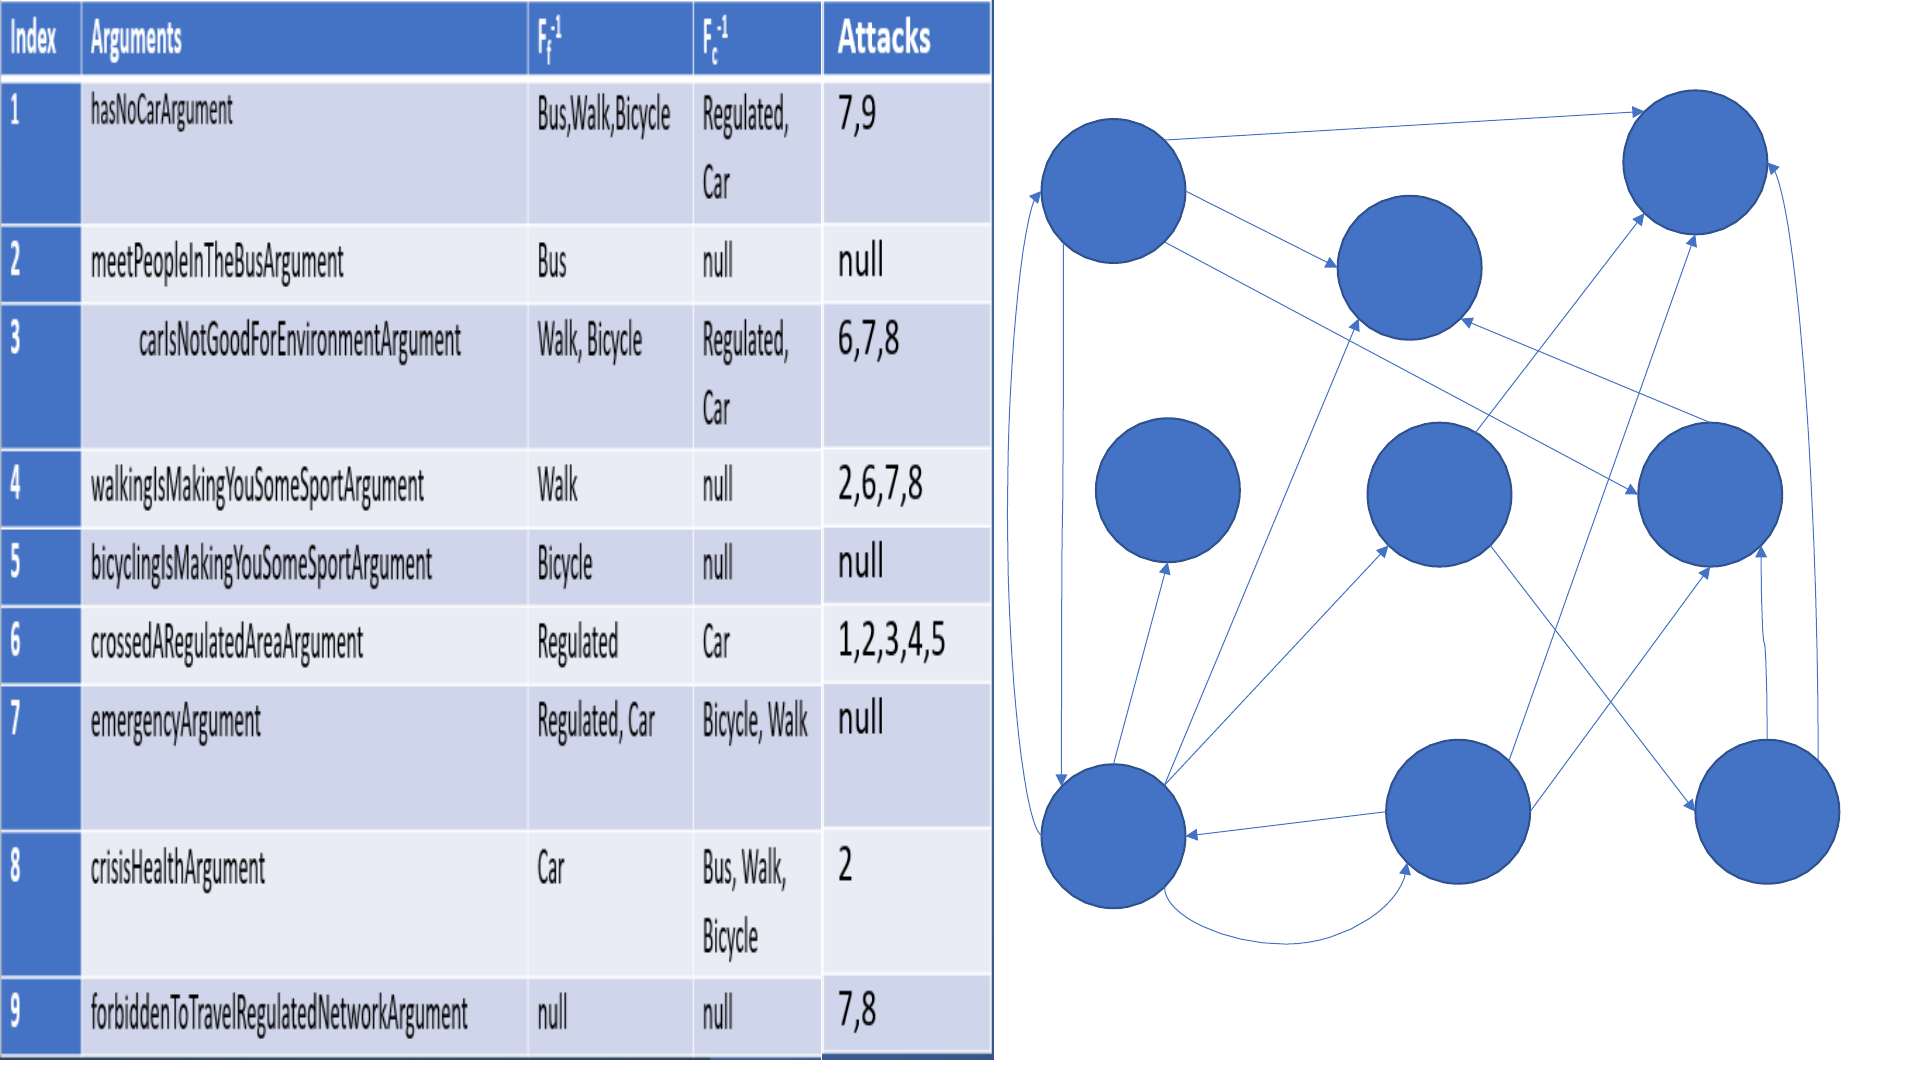 Index Arguments Ff-1 Fc-1 Attacks
1 hasNoCarArgument Bus,Walk,Bicycle Regulated, 7,9
Car
2 meetPeopleInTheBusArgument Bus null null
3 carIsNotGoodForEnvironmentArgument Walk, Bicycle Regulated, 6,7,8
Car
4 walkingIsMakingYouSomeSportArgument Walk null 2,6,7,8
5 bicyclingIsMakingYouSomeSportArgument Bicycle null null
6 crossedARegulatedAreaArgument Regulated Car 1,2,3,4,5
7 emergencyArgument Regulated, Car Bicycle, Walk null
8 crisisHealthArgument Car Bus, Walk, 2
Bicycle
9 forbiddenToTravelRegulatedNetworkArgument null null 7,8